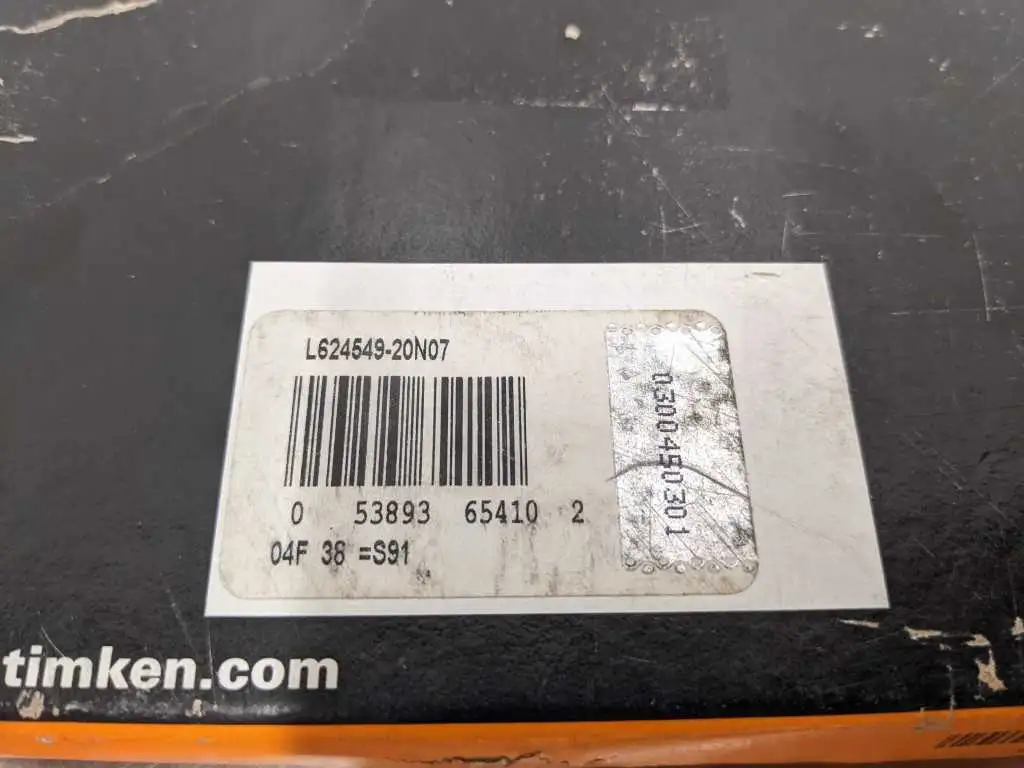 L624549-20N07
0 53893 65410 2
04F 38 =S91
0300450301
timken.com